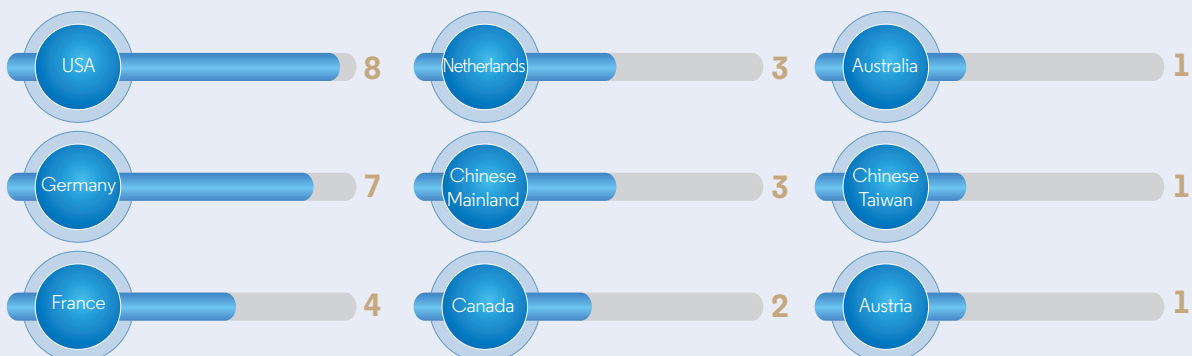 USA 8
Netherlands 3
Australia 1
Germany 7
Chinese
Mainland 3
Chinese
Taiwan 1
France 4
Canada 2
Austria 1